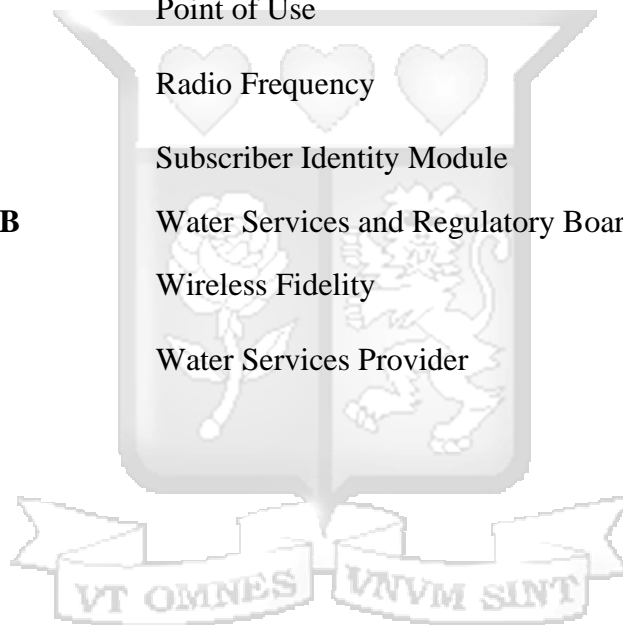 Point of Use
Radio Frequency
Subscriber Identity Module
B Water Services and Regulatory Boar
Wireless Fidelity
Water Services Provider
VT OMNES VNVM SINT